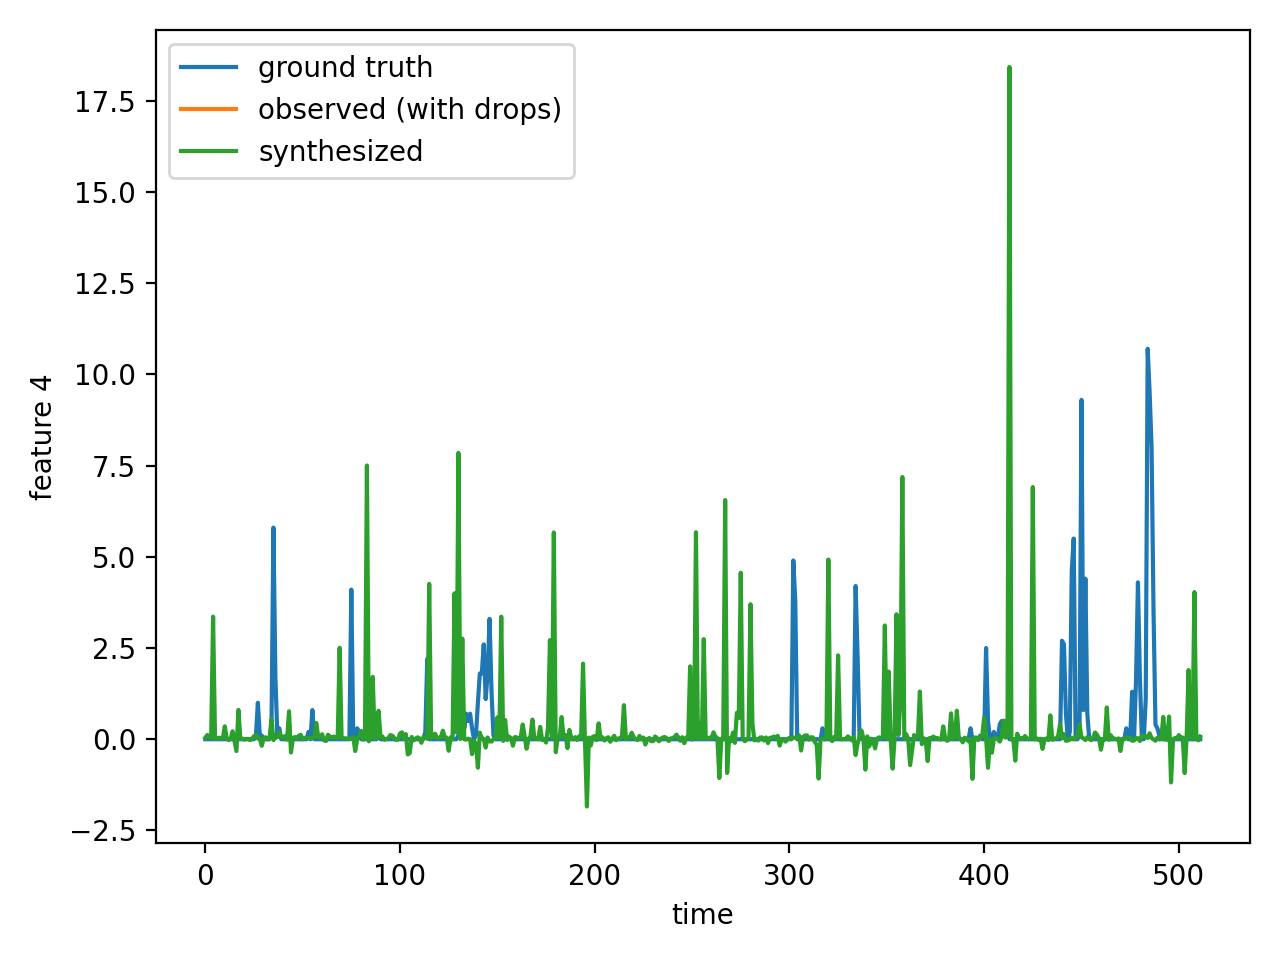 ground truth
observed (with drops)
synthesized
17.5
15.0
12.5
10.0
7.5
5.0
2.5
0.0
−2.5
feature 4
0 100 200 300 400 500
time